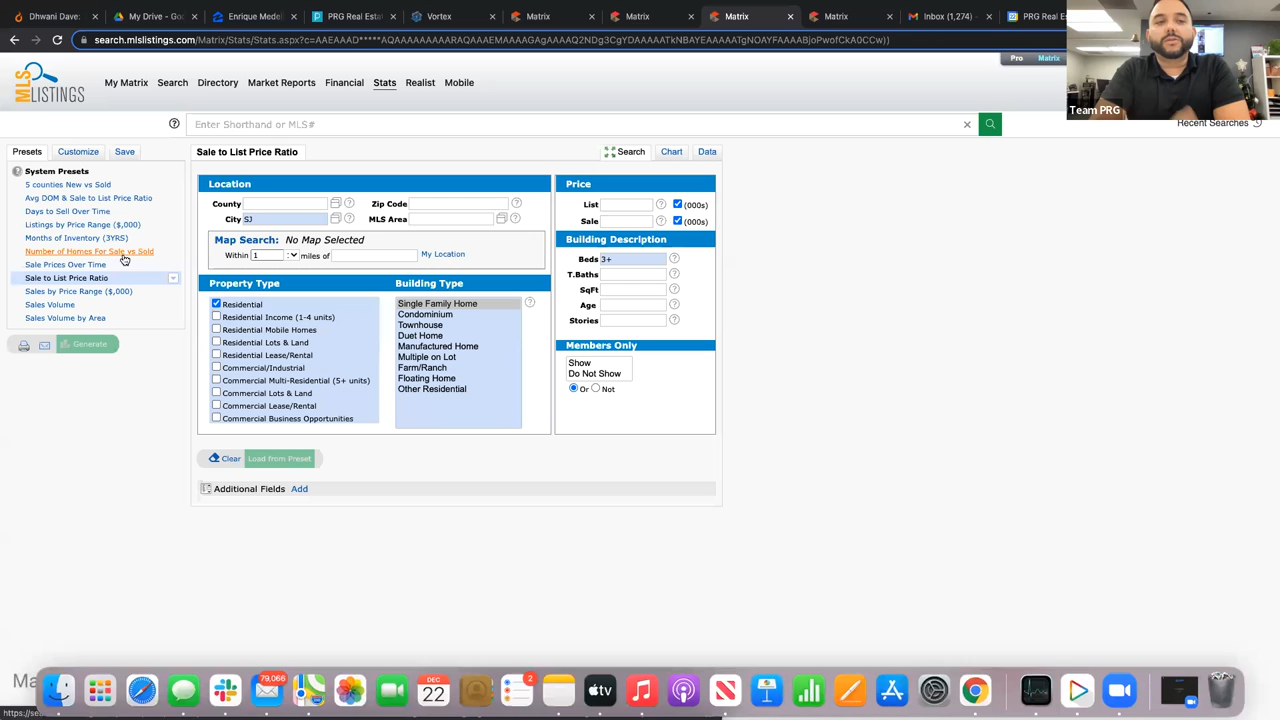 Dhwani Dave:
My Drive - Goo
Enrique Medel
PRG Real Esta
Vortex
Matrix
Matrix
Matrix
Matrix
Inbox (1,274)
PRG Real Es
search.mlslistings.com/Matrix/Stats/Stats.aspx?c=AAEAAAD*****AQAAAAAAAAARAQAAAEMAAAAGAgAAAAQ2NDg3CgYDAAAAATkNBAYEAAAAATgNOAYFAAAABjoPwofCkA0CCw))
MLS LISTINGS
My Matrix
Search
Directory
Market Reports
Financial
Stats
Realist
Mobile
Pro
Matrix
Team PRG
Enter Shorthand or MLS#
Recent Searches
Presets
Customize
Save
System Presets
5 counties New vs Sold
Avg DOM & Sale to List Price Ratio
Days to Sell Over Time
Listings by Price Range ($,000)
Months of Inventory (3YRS)
Number of Homes For Sale vs Sold
Sale Prices Over Time
Sale to List Price Ratio
Sales by Price Range ($,000)
Sales Volume
Sales Volume by Area
Generate
Sale to List Price Ratio
Search
Chart
Data
Location
County
Zip Code
City SJ
MLS Area
Map Search: No Map Selected
Within 1 miles of
My Location
Property Type
Residential
Residential Income (1-4 units)
Residential Mobile Homes
Residential Lots & Land
Residential Lease/Rental
Commercial/Industrial
Commercial Multi-Residential (5+ units)
Commercial Lots & Land
Commercial Lease/Rental
Commercial Business Opportunities
Building Type
Single Family Home
Condominium
Townhouse
Duet Home
Manufactured Home
Multiple on Lot
Farm/Ranch
Floating Home
Other Residential
Price
List (000s)
Sale (000s)
Building Description
Beds 3+
T.Baths
SqFt
Age
Stories
Members Only
Show
Do Not Show
Or Not
Clear
Load from Preset
Additional Fields Add
79,066
DEC
22
2
tv